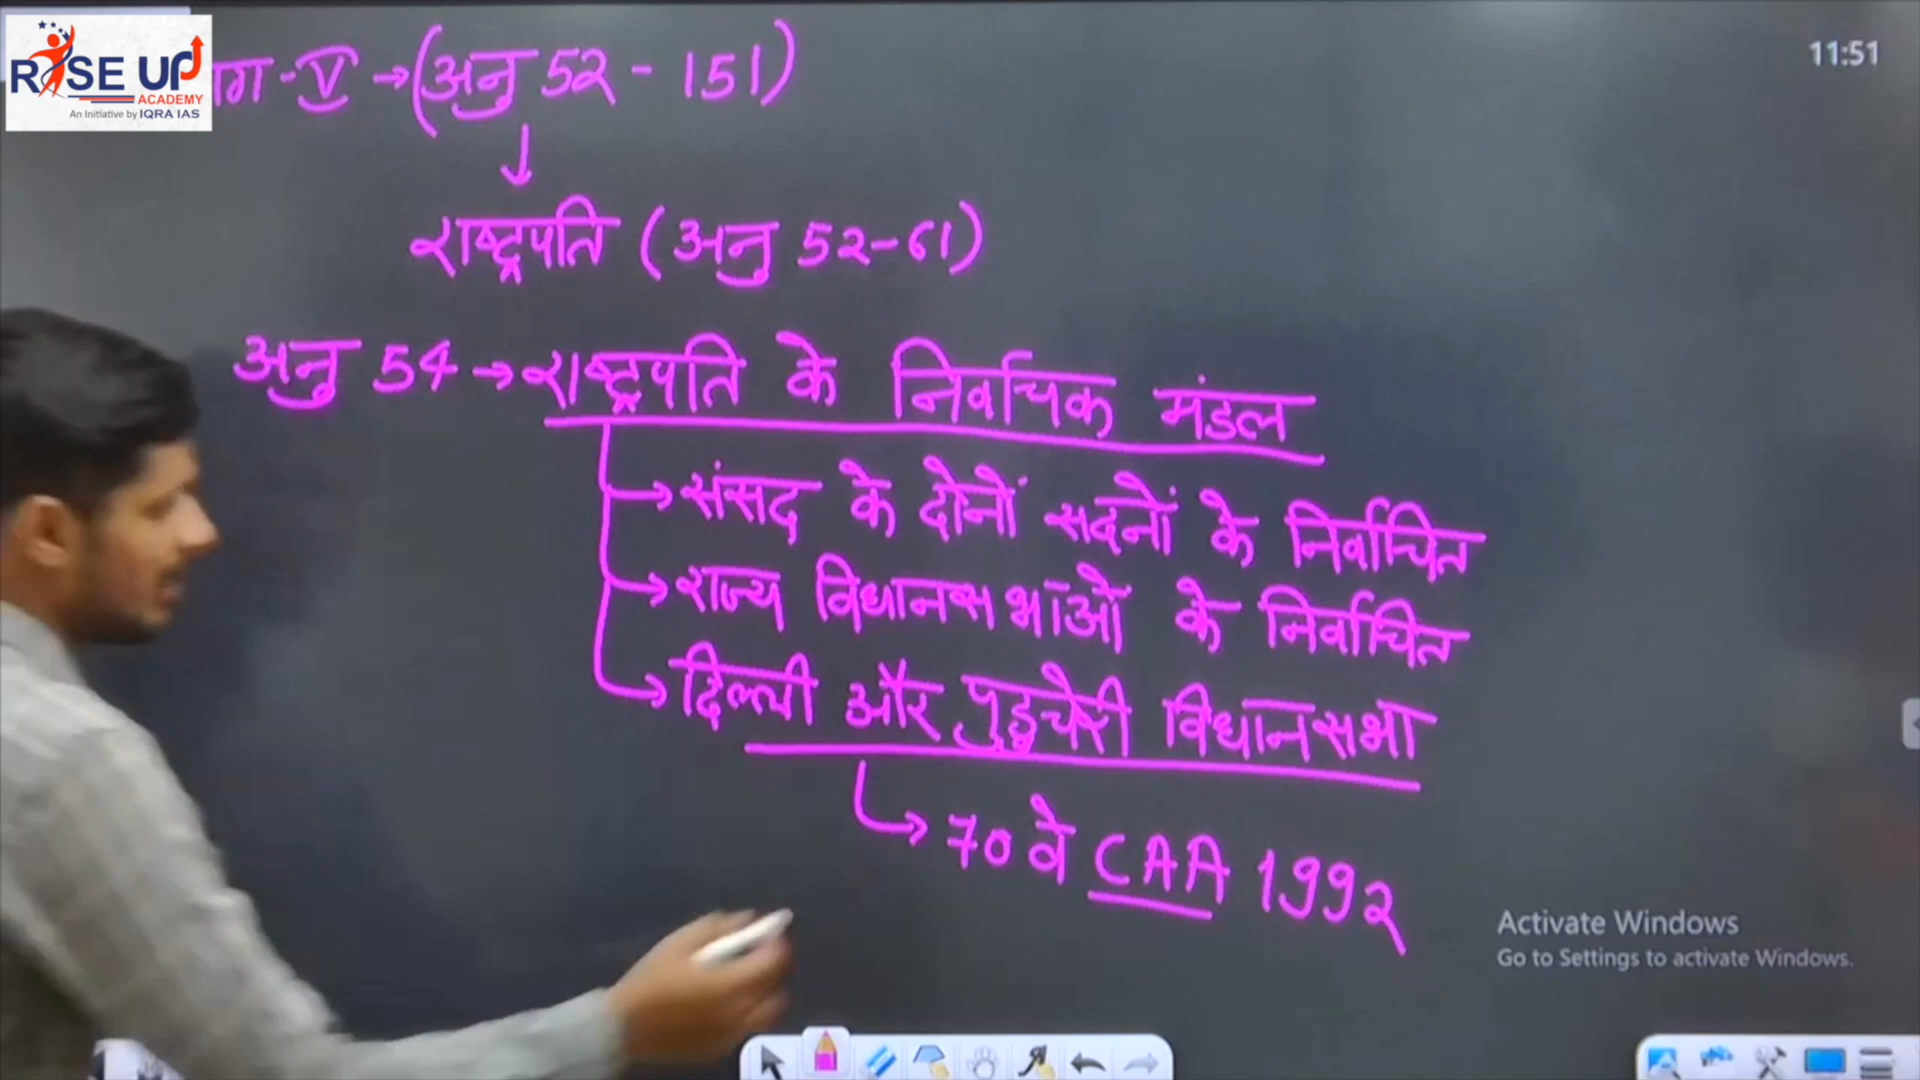 RISE UP
ACADEMY
An Initiative by IQRA IAS
11:51
भाग-V → (अनु 52 - 151)
राष्ट्रपति (अनु 52-61)
अनु 54 → राष्ट्रपति के निर्वाचक मंडल
→ संसद के दोनों सदनों के निर्वाचित
→ राज्य विधानसभाओं के निर्वाचित
→ दिल्ली और पुडुचेरी विधानसभा
→ 70 वे CAA 1992
Activate Windows
Go to Settings to activate Windows.